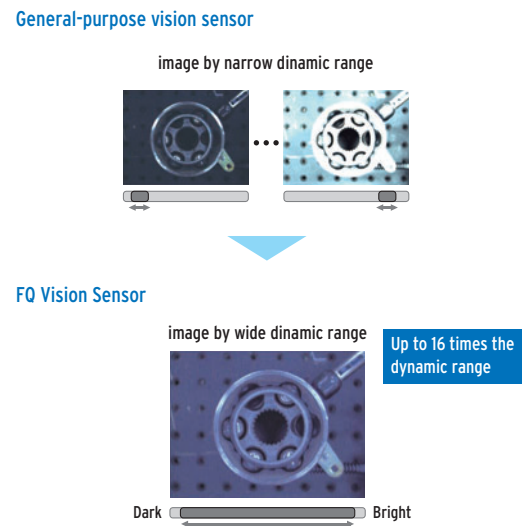 General-purpose vision sensor
image by narrow dinamic range
FQ Vision Sensor
image by wide dinamic range
Up to 16 times the
dynamic range
Dark
Bright